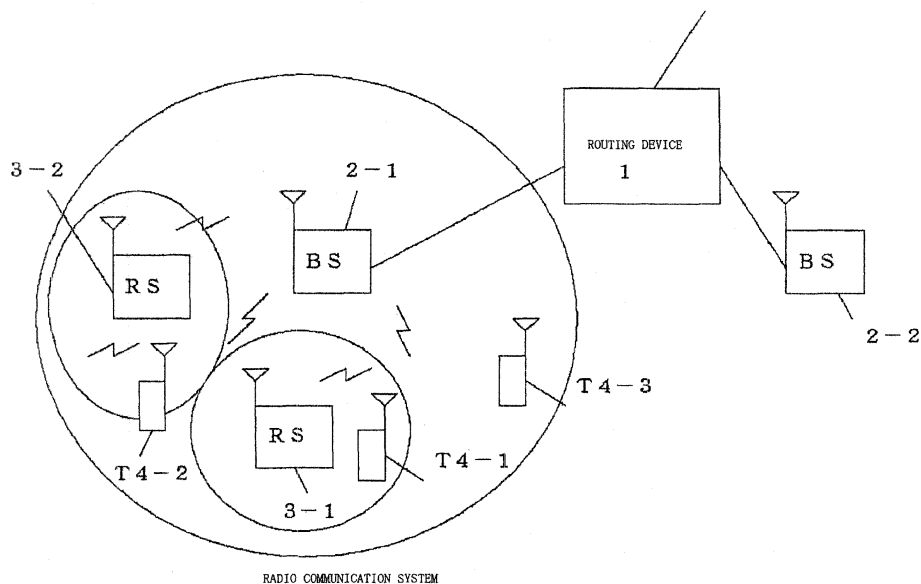 ROUTING DEVICE
1
3-2
2-1
BS
RS
BS
2-2
T4-3
RS
T4-2
T4-1
3-1
RADIO COMMUNICATION SYSTEM